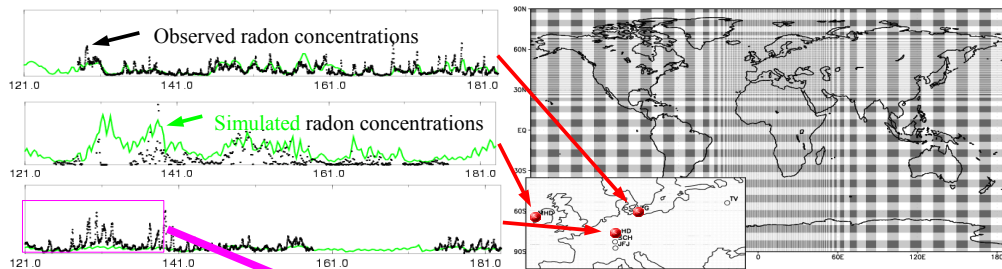 Observed radon concentrations
121.0 141.0 161.0 181.0
Simulated radon concentrations
121.0 141.0 161.0 181.0
121.0 141.0 161.0 181.0
90N
60N
30N
EQ
30S
60S
90S
0 60E 120E 180
MHD
G
TV
HD
SCH
JFJ